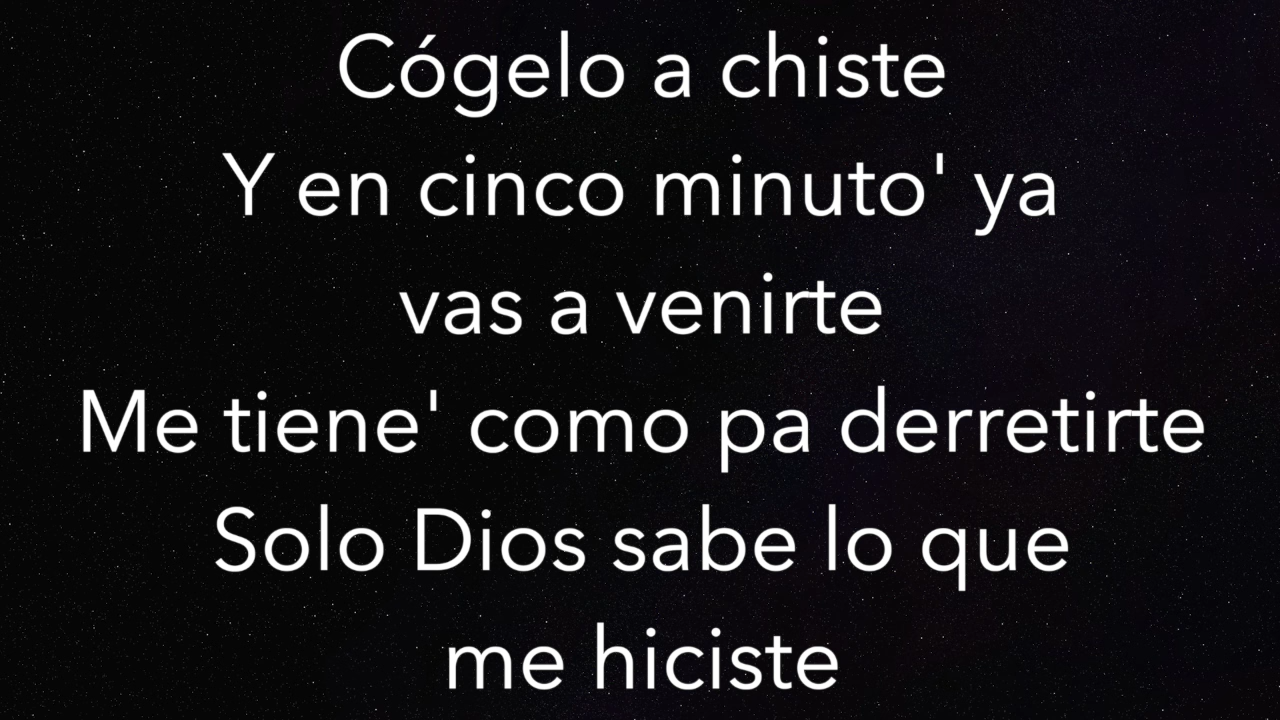 Cógelo a chiste
Y en cinco minuto' ya
vas a venirte
Me tiene' como pa derretirte
Solo Dios sabe lo que
me hiciste